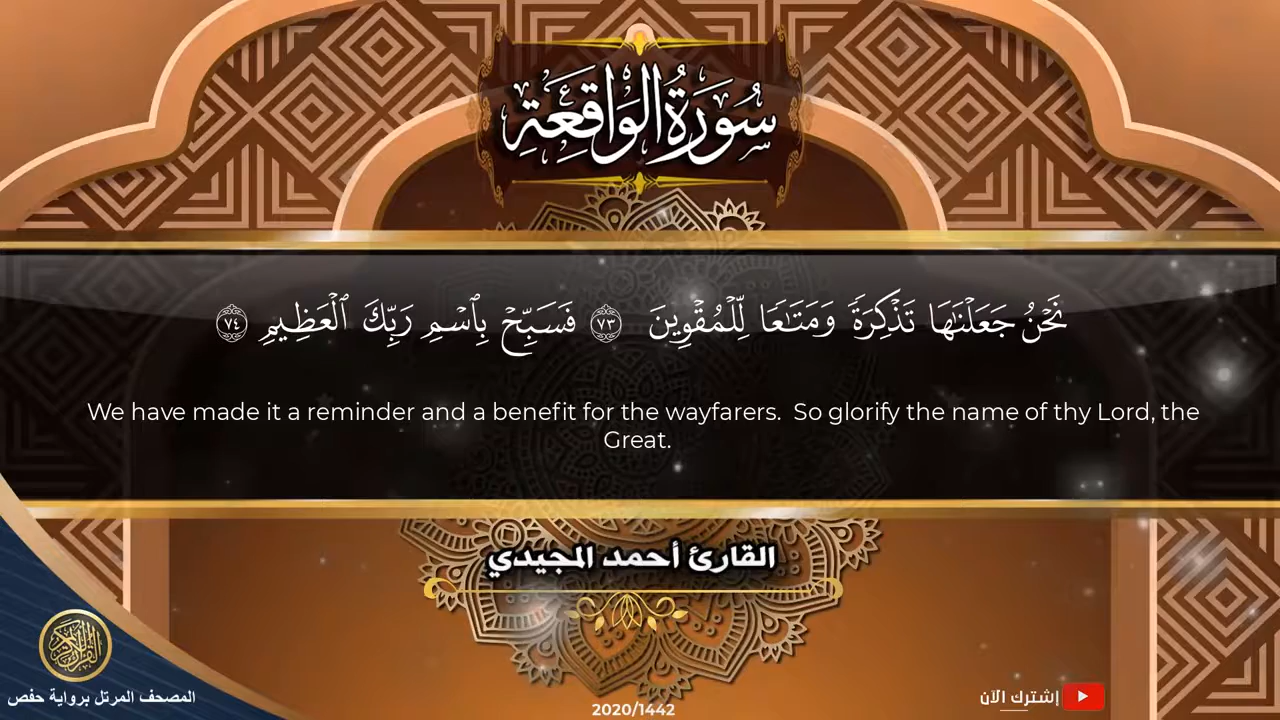 سُورَةُ الوَاقِعَةِ
نَحْنُ جَعَلْنَٰهَا تَذْكِرَةً وَمَتَٰعًا لِّلْمُقْوِينَ ٧٣ فَسَبِّحْ بِٱسْمِ رَبِّكَ ٱلْعَظِيمِ ٧٤
We have made it a reminder and a benefit for the wayfarers. So glorify the name of thy Lord, the
Great.
القارئ أحمد المجيدي
القرآن الكريم
المصحف المرتل برواية حفص
إشترك الآن
2020/1442